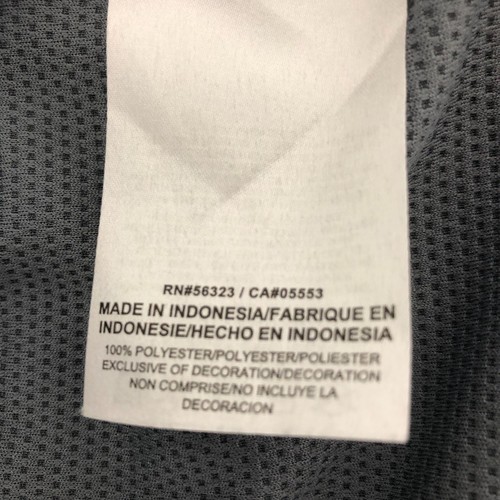 RN#56323 / CA#05553
MADE IN INDONESIA/FABRIQUE EN
INDONESIE/HECHO EN INDONESIA
100% POLYESTER/POLYESTER/POLIESTER
EXCLUSIVE OF DECORATION/DECORATION
NON COMPRISE/NO INCLUYE LA
DECORACION